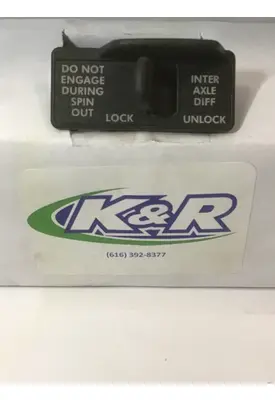 DO NOT
ENGAGE
DURING
SPIN
OUT
LOCK
INTER
AXLE
DIFF
UNLOCK
K&R
(616) 392-8377